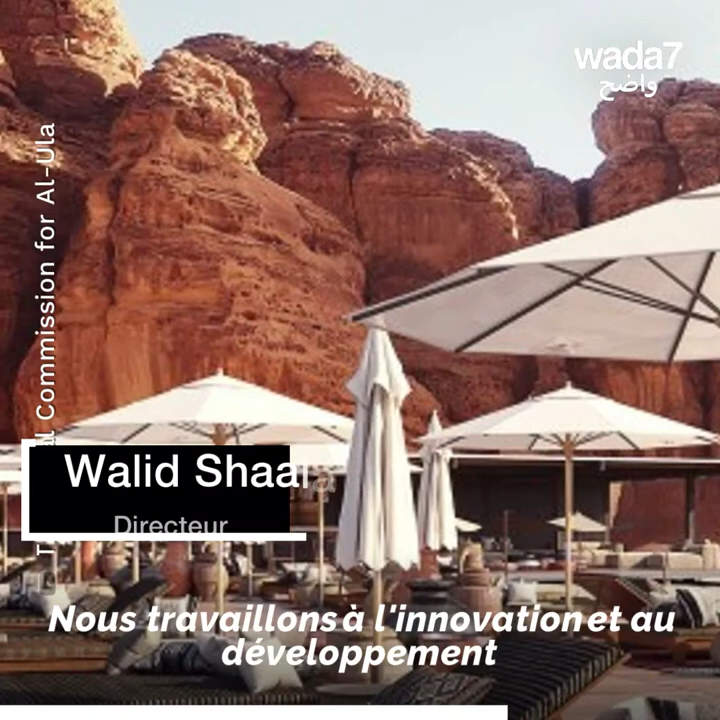 wada7
واضح
Commission for Al-Ula
Walid Shaa
Directeur
Nous travaillons à l'innovation et au
développement